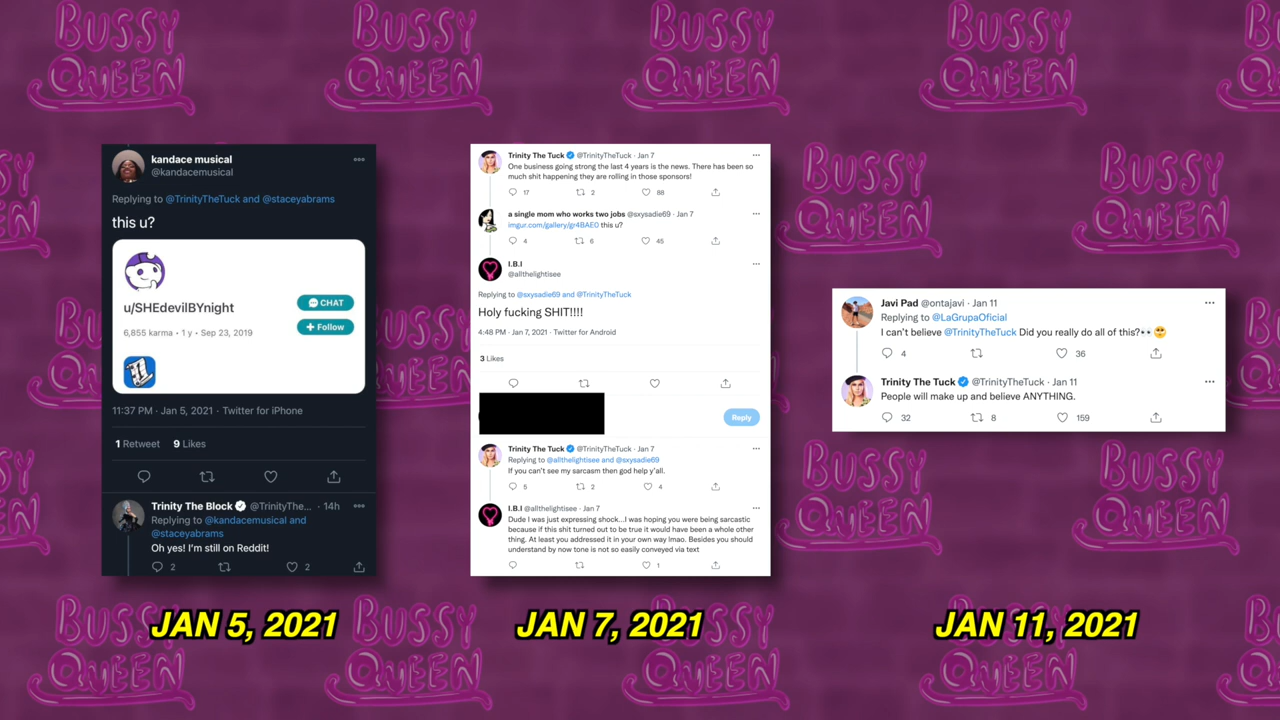 BUSSY
QUEEN
kandace musical
@kandacemusical
Replying to @TrinityTheTuck and @staceyabrams
this u?
u/SHEdevilBYnight
6,855 karma • 1 y • Sep 23, 2019
CHAT
+ Follow
11:37 PM · Jan 5, 2021 · Twitter for iPhone
1 Retweet 9 Likes
Trinity The Block @TrinityThe... · 14h
Replying to @kandacemusical and
@staceyabrams
Oh yes! I'm still on Reddit!
2 2
JAN 5, 2021
Trinity The Tuck @TrinityTheTuck · Jan 7
One business going strong the last 4 years is the news. There has been so
much shit happening they are rolling in those sponsors!
17 2 88
a single mom who works two jobs @sxysadie69 · Jan 7
imgur.com/gallery/gr4BAE0 this u?
4 6 45
I.B.I
@allthelightisee
Replying to @sxysadie69 and @TrinityTheTuck
Holy fucking SHIT!!!!
4:48 PM · Jan 7, 2021 · Twitter for Android
3 Likes
Reply
Trinity The Tuck @TrinityTheTuck · Jan 7
Replying to @allthelightisee and @sxysadie69
If you can't see my sarcasm then god help y'all.
5 2 4
I.B.I @allthelightisee · Jan 7
Dude I was just expressing shock...I was hoping you were being sarcastic
because if this shit turned out to be true it would have been a whole other
thing. At least you addressed it in your own way lmao. Besides you should
understand by now tone is not so easily conveyed via text
1
JAN 7, 2021
Javi Pad @ontajavi · Jan 11
Replying to @LaGrupaOficial
I can't believe @TrinityTheTuck Did you really do all of this?👀 🙄
4 36
Trinity The Tuck @TrinityTheTuck · Jan 11
People will make up and believe ANYTHING.
32 8 159
JAN 11, 2021